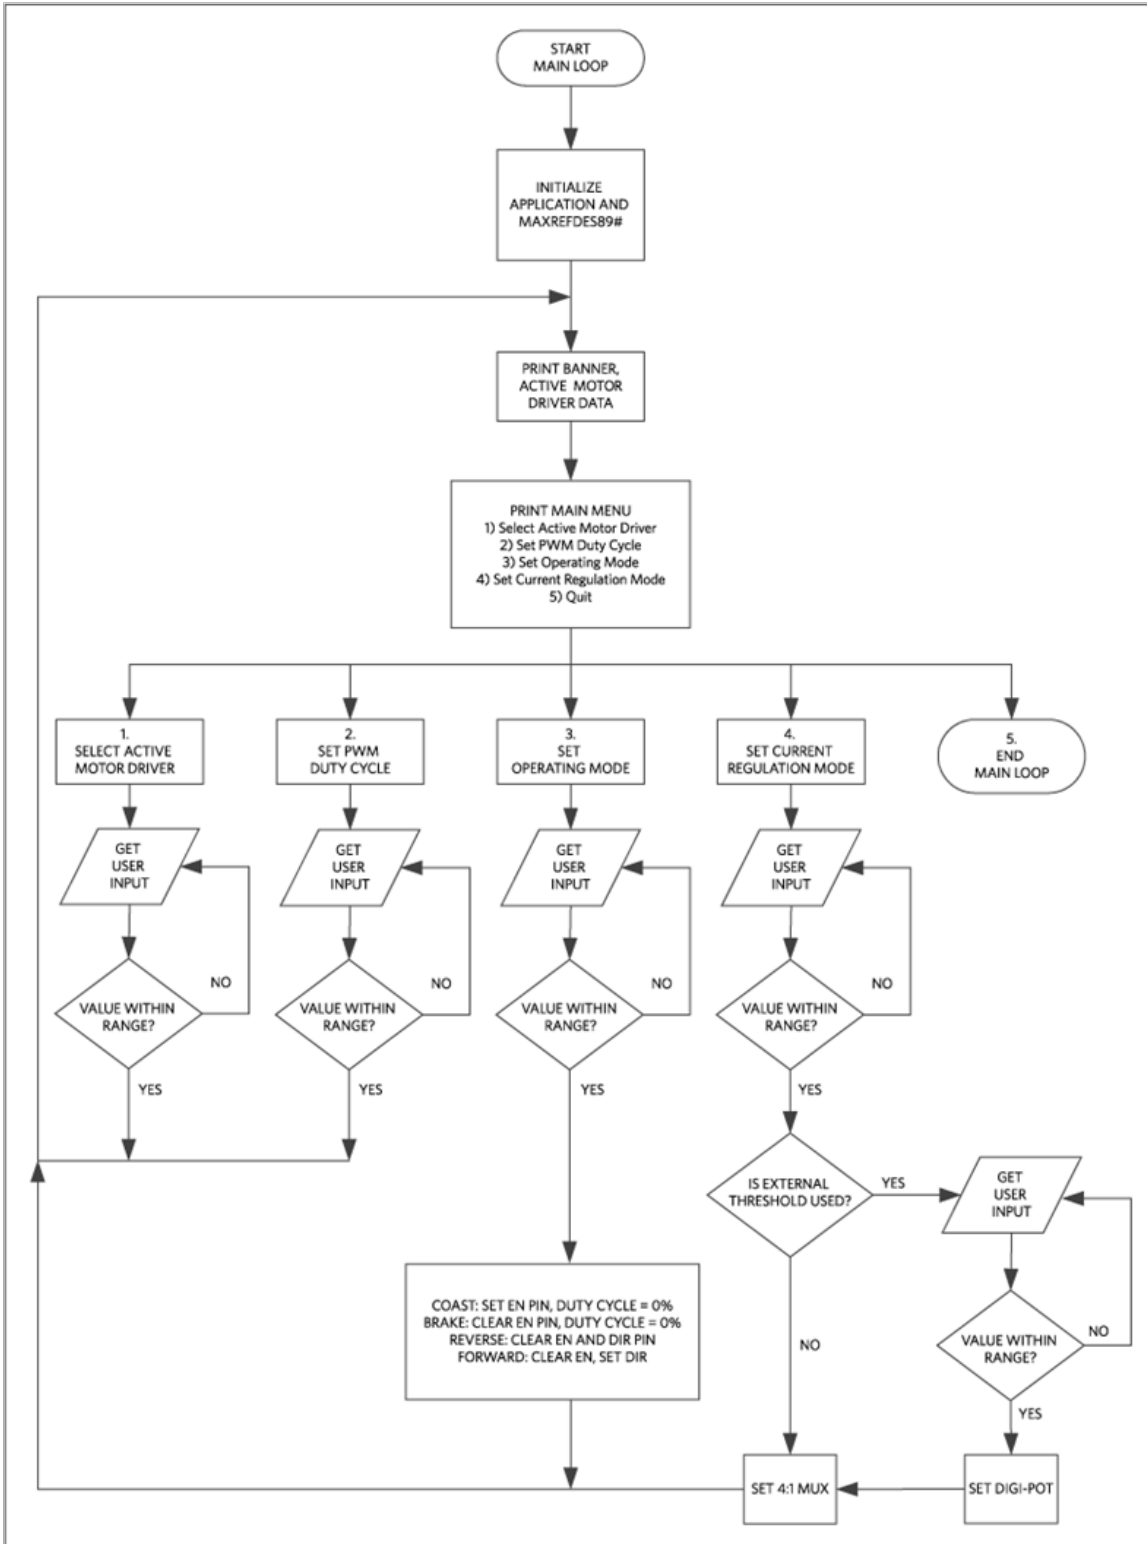 START
MAIN LOOP
INITIALIZE
APPLICATION AND
MAXREFDES89#
PRINT BANNER,
ACTIVE MOTOR
DRIVER DATA
PRINT MAIN MENU
1) Select Active Motor Driver
2) Set PWM Duty Cycle
3) Set Operating Mode
4) Set Current Regulation Mode
5) Quit
1.
SELECT ACTIVE
MOTOR DRIVER
2.
SET PWM
DUTY CYCLE
3.
SET
OPERATING MODE
4.
SET CURRENT
REGULATION MODE
5.
END
MAIN LOOP
GET
USER
INPUT
GET
USER
INPUT
GET
USER
INPUT
GET
USER
INPUT
NO
NO
NO
NO
VALUE WITHIN
RANGE?
VALUE WITHIN
RANGE?
VALUE WITHIN
RANGE?
VALUE WITHIN
RANGE?
YES
YES
YES
YES
IS EXTERNAL
THRESHOLD USED?
YES
GET
USER
INPUT
COAST: SET EN PIN, DUTY CYCLE = 0%
BRAKE: CLEAR EN PIN, DUTY CYCLE = 0%
REVERSE: CLEAR EN AND DIR PIN
FORWARD: CLEAR EN, SET DIR
NO
VALUE WITHIN
RANGE?
NO
YES
SET 4:1 MUX
SET DIGI-POT